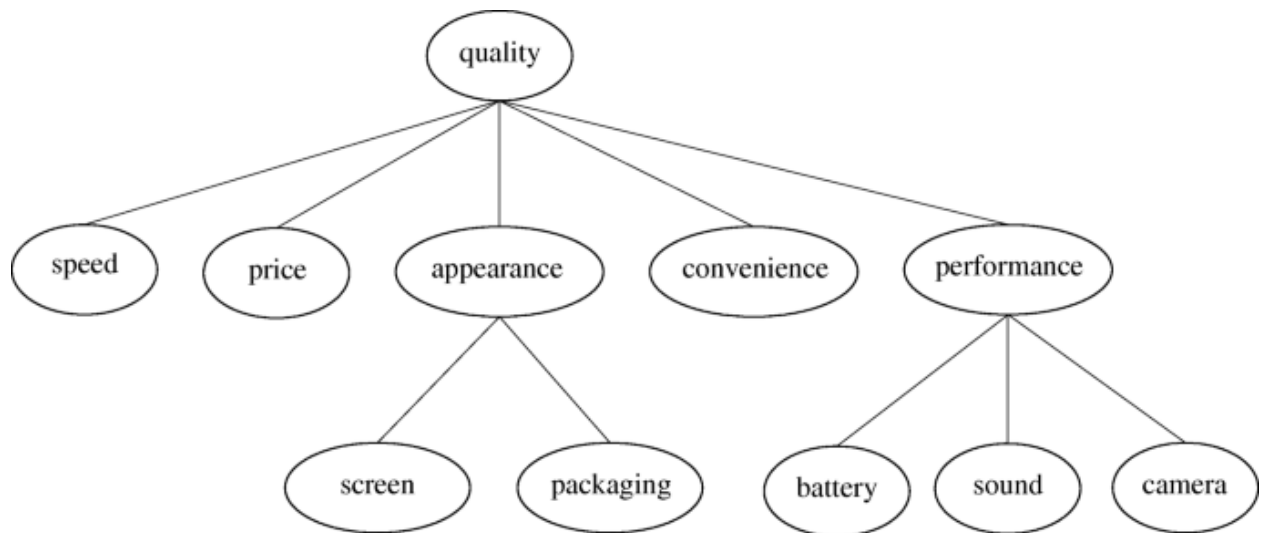 quality
speed
price
appearance
convenience
performance
screen
packaging
battery
sound
camera